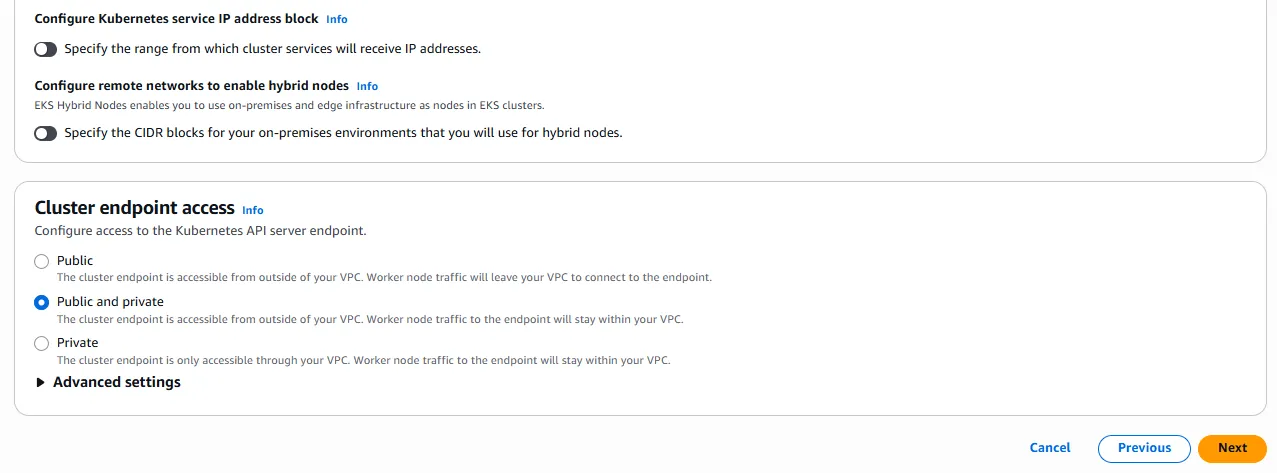 Configure Kubernetes service IP address block Info
Specify the range from which cluster services will receive IP addresses.
Configure remote networks to enable hybrid nodes Info
EKS Hybrid Nodes enables you to use on-premises and edge infrastructure as nodes in EKS clusters.
Specify the CIDR blocks for your on-premises environments that you will use for hybrid nodes.
Cluster endpoint access Info
Configure access to the Kubernetes API server endpoint.
Public
The cluster endpoint is accessible from outside of your VPC. Worker node traffic will leave your VPC to connect to the endpoint.
Public and private
The cluster endpoint is accessible from outside of your VPC. Worker node traffic to the endpoint will stay within your VPC.
Private
The cluster endpoint is only accessible through your VPC. Worker node traffic to the endpoint will stay within your VPC.
Advanced settings
Cancel Previous Next